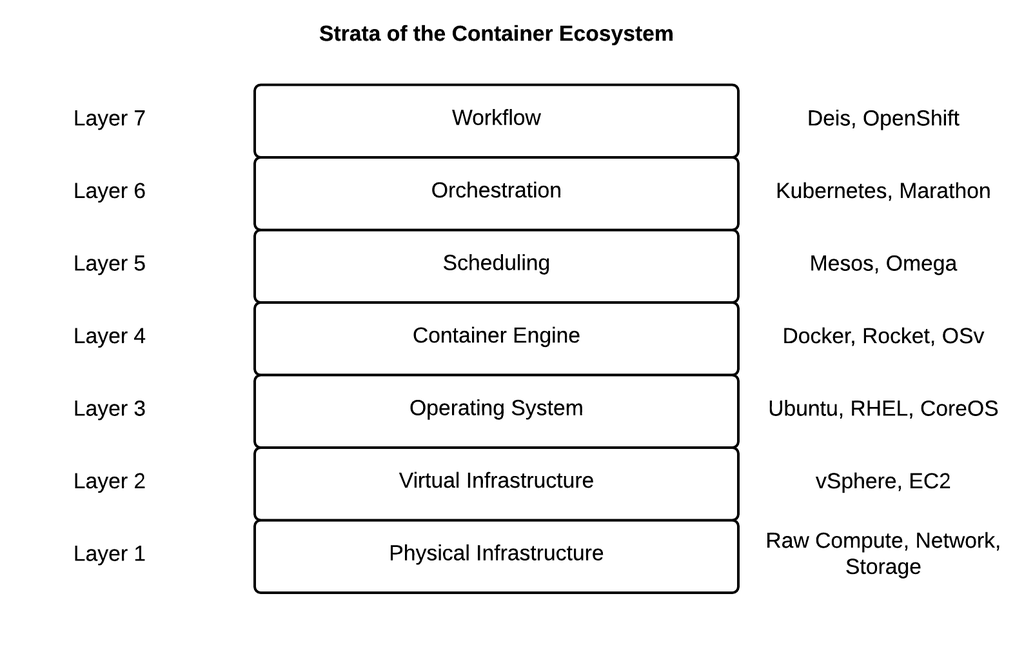 Strata of the Container Ecosystem
Layer 7 Workflow Deis, OpenShift
Layer 6 Orchestration Kubernetes, Marathon
Layer 5 Scheduling Mesos, Omega
Layer 4 Container Engine Docker, Rocket, OSv
Layer 3 Operating System Ubuntu, RHEL, CoreOS
Layer 2 Virtual Infrastructure vSphere, EC2
Layer 1 Physical Infrastructure Raw Compute, Network,
Storage